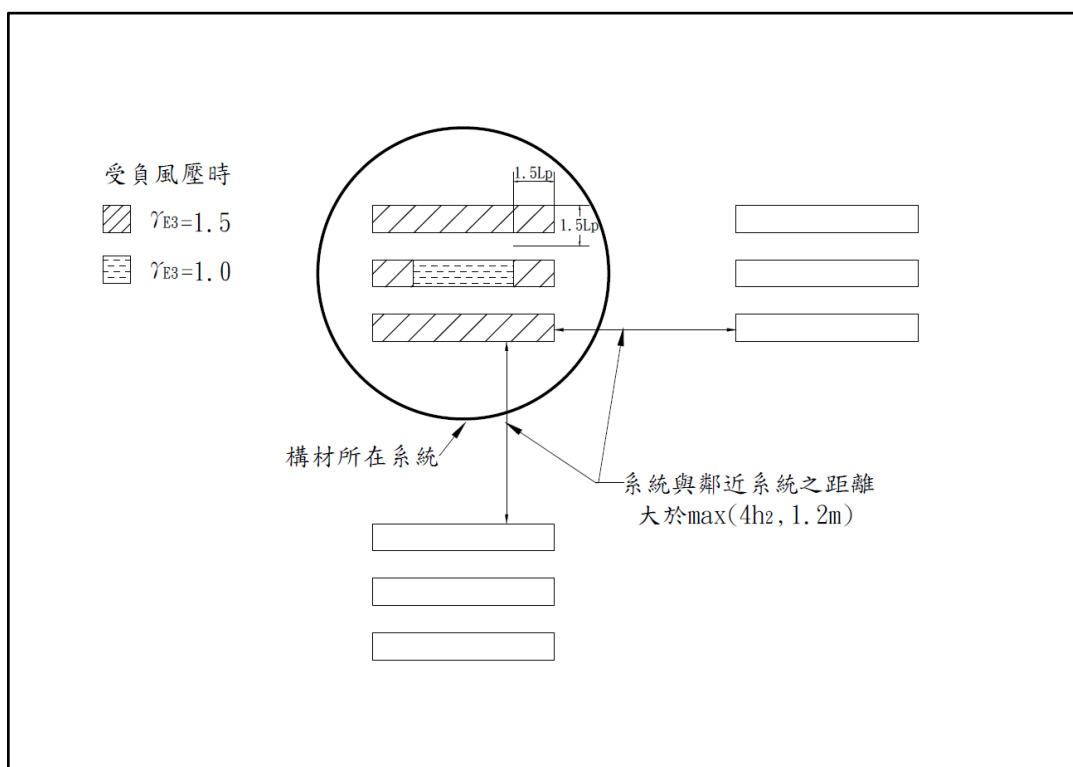 受負風壓時
γE3=1.5
γE3=1.0
1.5Lp
1.5Lp
構材所在系統
系統與鄰近系統之距離
大於max(4h2,1.2m)